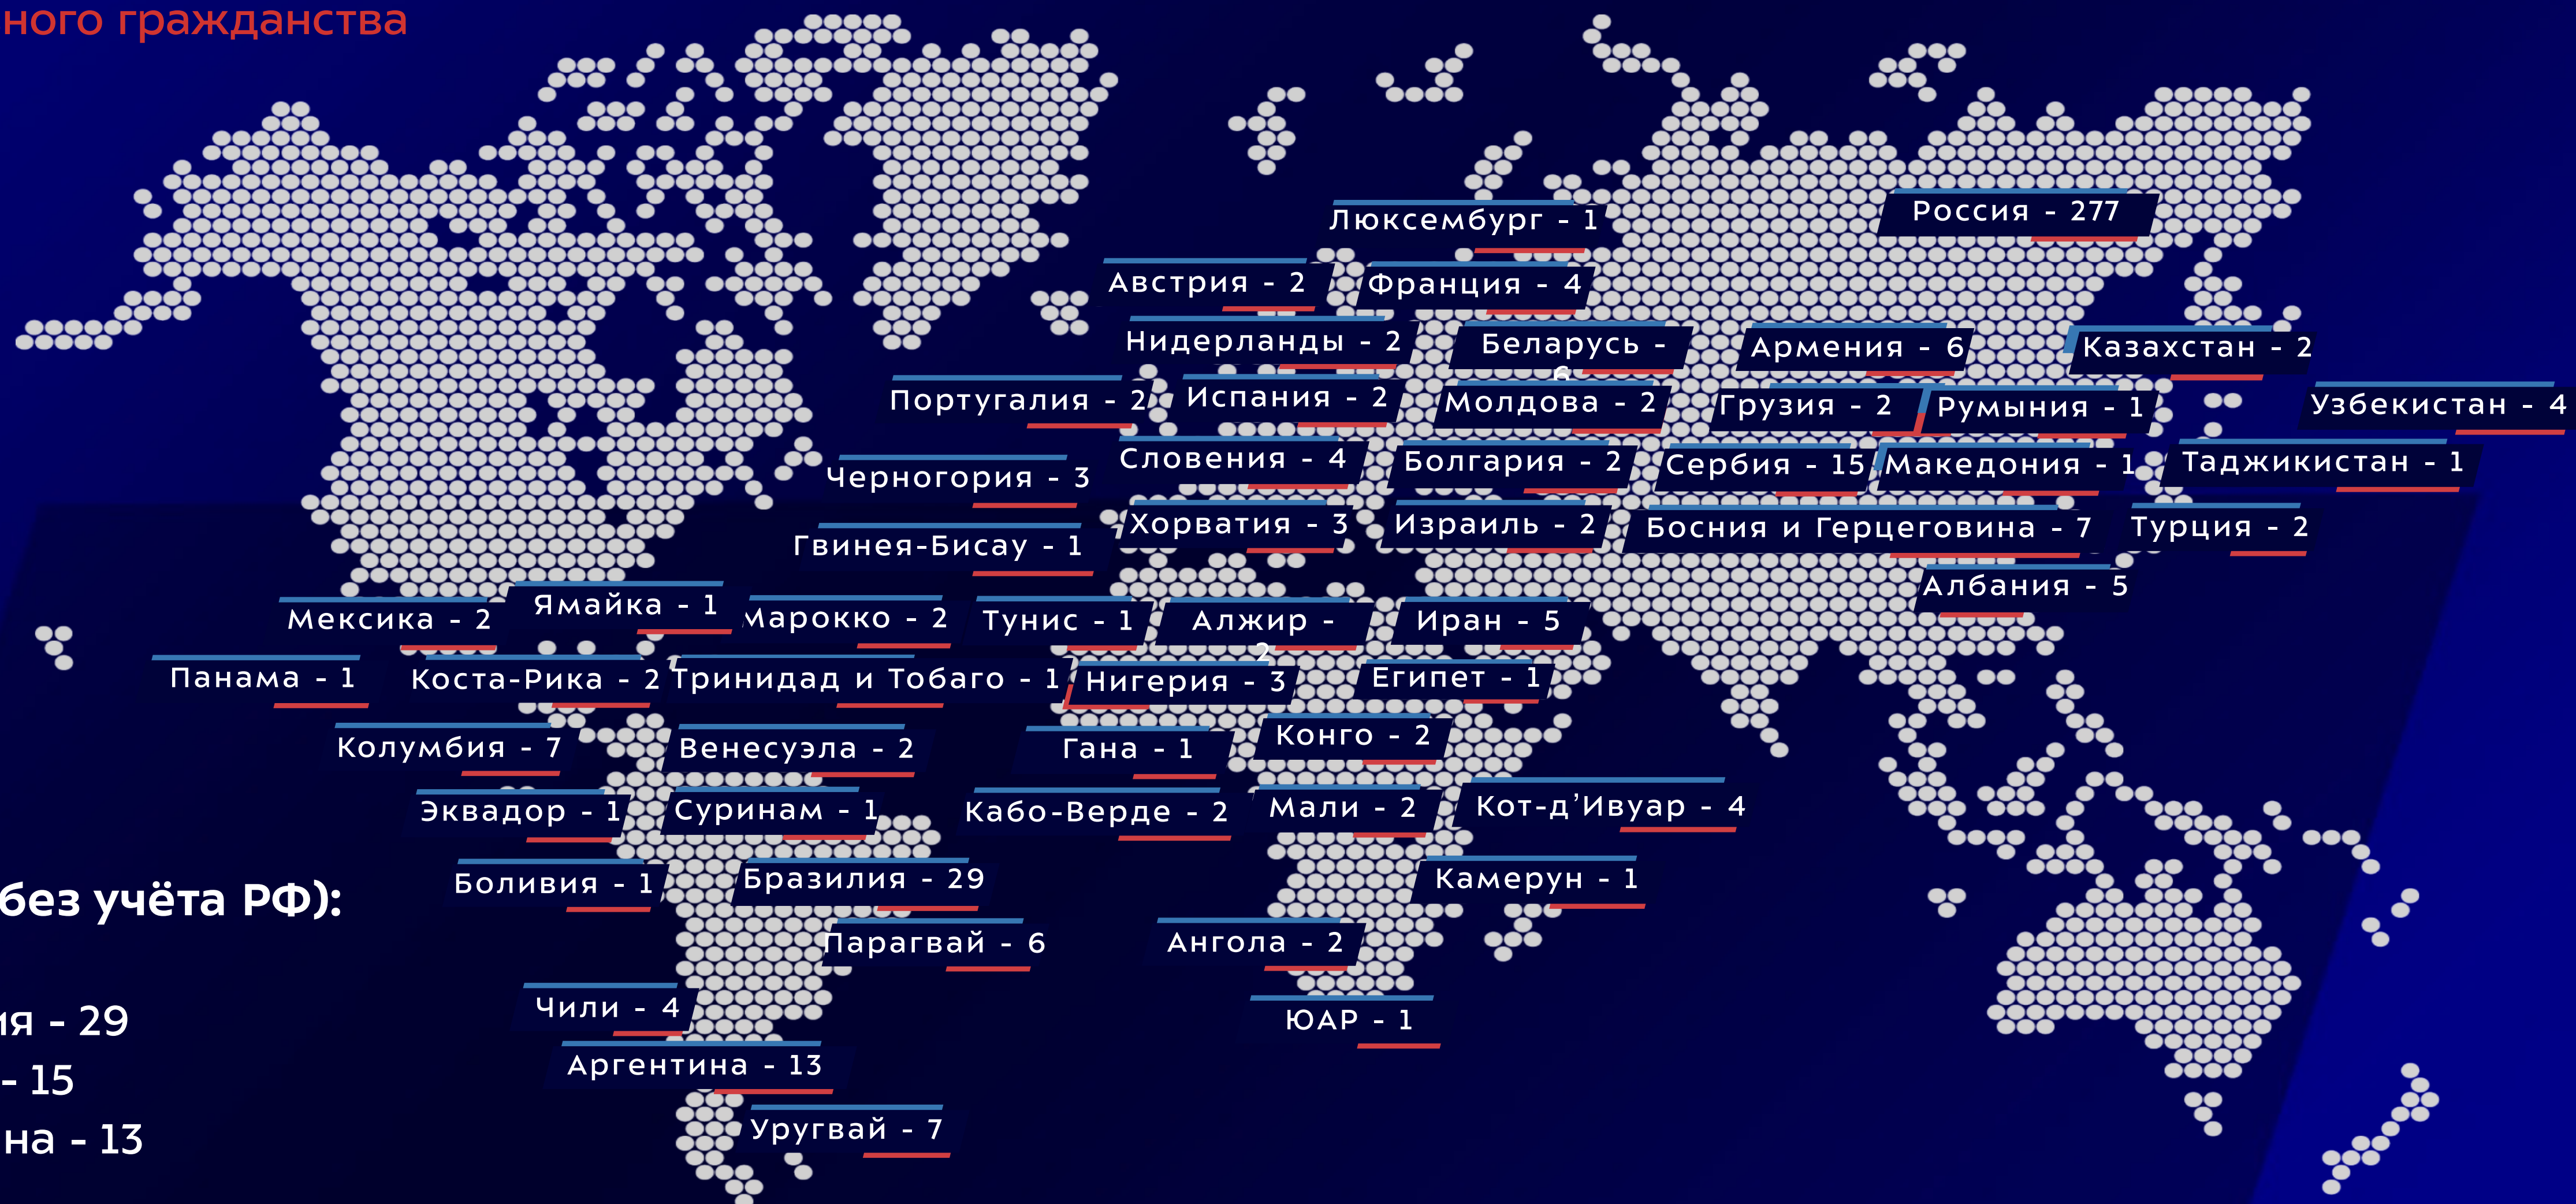 ного гражданства
Россия - 277
Люксембург - 1
Австрия - 2
Франция - 4
Нидерланды - 2
Беларусь -
6
Армения - 6
Казахстан - 2
Португалия - 2
Испания - 2
Молдова - 2
Грузия - 2
Румыния - 1
Узбекистан - 4
Черногория - 3
Словения - 4
Болгария - 2
Сербия - 15
Македония - 1
Таджикистан - 1
Гвинея-Бисау - 1
Хорватия - 3
Израиль - 2
Босния и Герцеговина - 7
Турция - 2
Албания - 5
Мексика - 2
Ямайка - 1
Марокко - 2
Тунис - 1
Алжир -
2
Иран - 5
Панама - 1
Коста-Рика - 2
Тринидад и Тобаго - 1
Нигерия - 3
Египет - 1
Колумбия - 7
Венесуэла - 2
Гана - 1
Конго - 2
Эквадор - 1
Суринам - 1
Кабо-Верде - 2
Мали - 2
Кот-д’Ивуар - 4
Боливия - 1
Бразилия - 29
Камерун - 1
Парагвай - 6
Ангола - 2
Чили - 4
ЮАР - 1
Аргентина - 13
Уругвай - 7
без учёта РФ):
ия - 29
- 15
на - 13